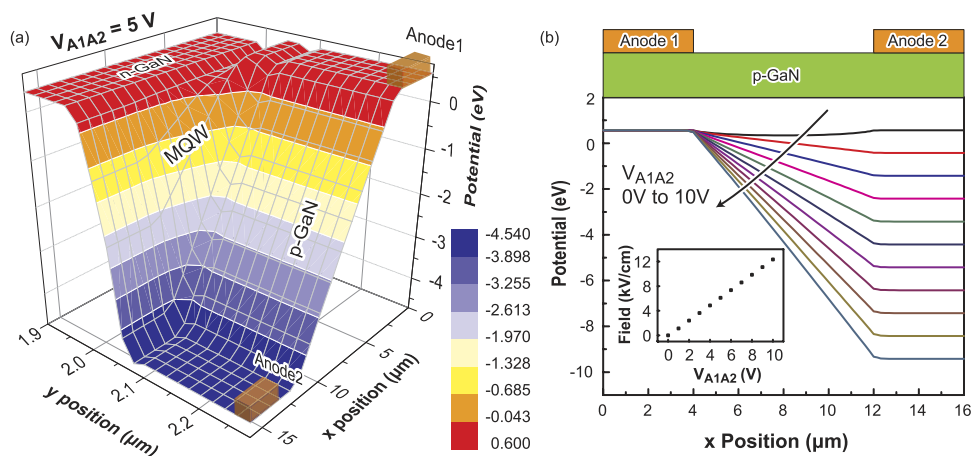 (a)
V_A1A2 = 5 V
n-GaN
MQW
p-GaN
Anode1
Anode2
0
-1
-2
-3
-4
Potential (eV)
0
5
10
15
x position (µm)
1.9
2.0
2.1
2.2
y position (µm)
-4.540
-3.898
-3.255
-2.613
-1.970
-1.328
-0.685
-0.043
0.600
(b)
Anode 1
Anode 2
p-GaN
2
0
-2
-4
-6
-8
-10
Potential (eV)
V_A1A2
0V to 10V
12
8
4
0
Field (kV/cm)
0 2 4 6 8 10
V_A1A2 (V)
0 2 4 6 8 10 12 14 16
x Position (µm)